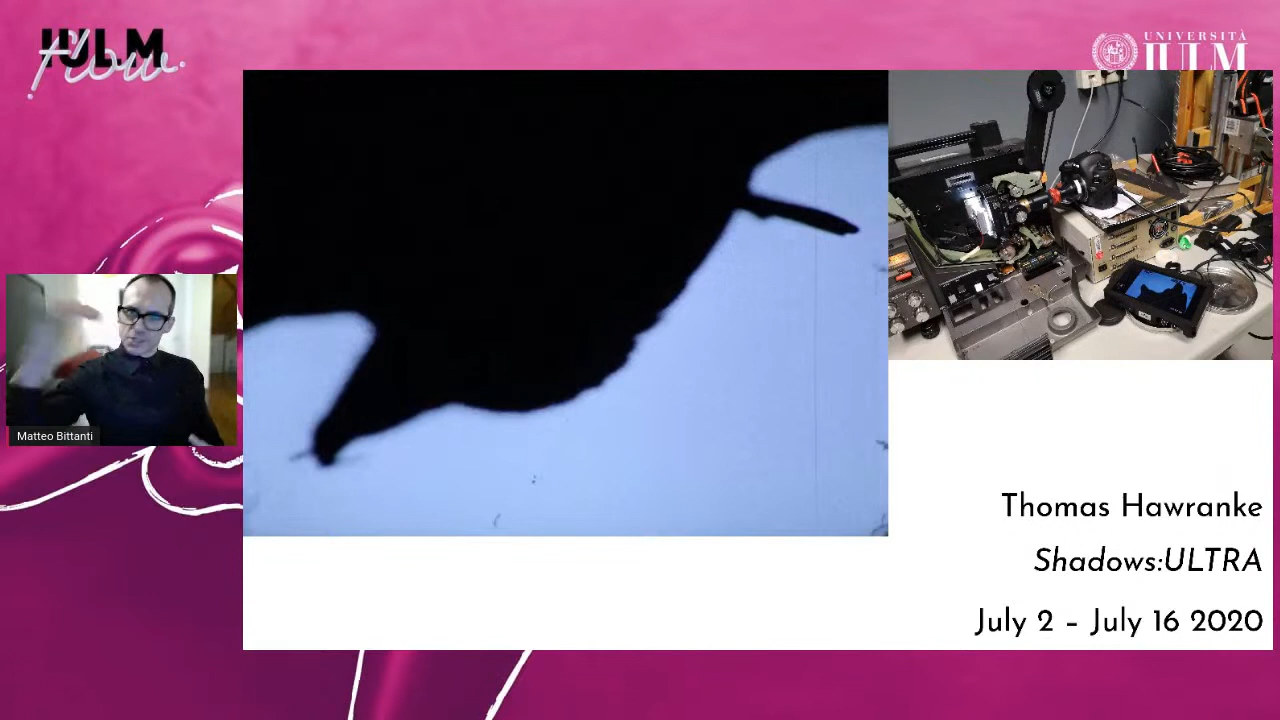 IULM
flow.
UNIVERSITÀ
IULM
Matteo Bittanti
Thomas Hawranke
Shadows:ULTRA
July 2 – July 16 2020